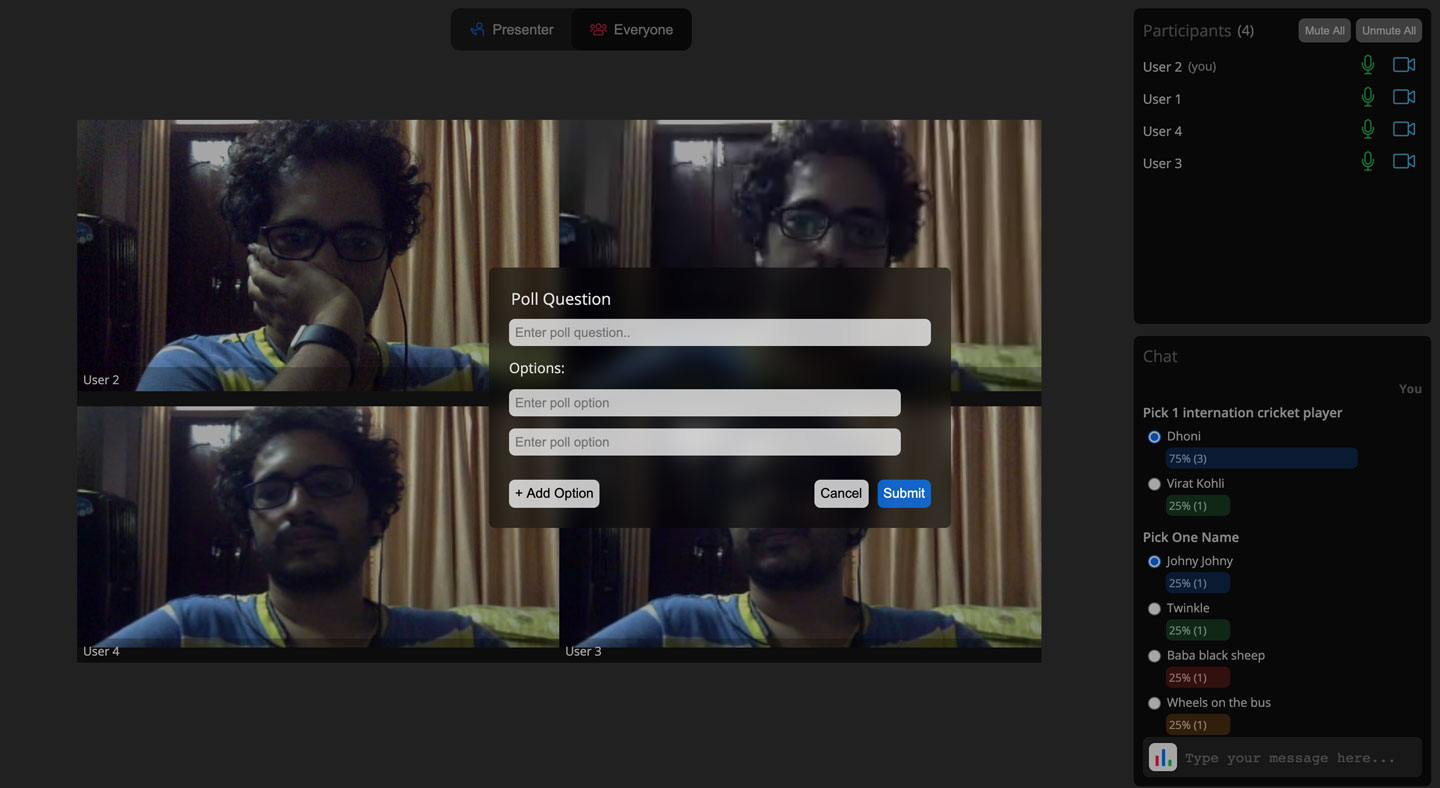 Presenter
Everyone
Participants (4)
Mute All
Unmute All
User 2 (you)
User 1
User 4
User 3
User 2
User 4
User 3
Poll Question
Enter poll question..
Options:
Enter poll option
Enter poll option
+ Add Option
Cancel
Submit
Chat
You
Pick 1 internation cricket player
Dhoni
75% (3)
Virat Kohli
25% (1)
Pick One Name
Johny Johny
25% (1)
Twinkle
25% (1)
Baba black sheep
25% (1)
Wheels on the bus
25% (1)
Type your message here...